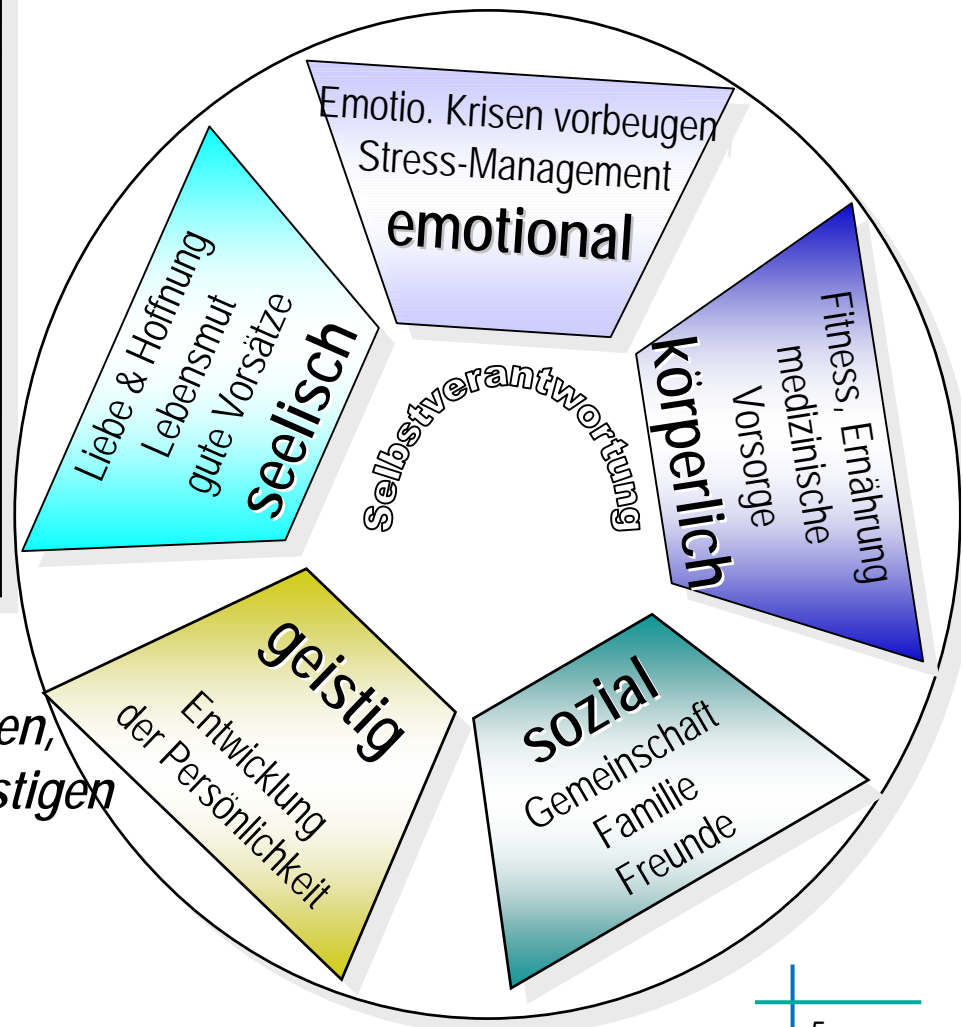 Emotio. Krisen vorbeugen
Stress-Management
emotional
Fitness, Ernährung
medizinische
Vorsorge
körperlich
sozial
Gemeinschaft
Familie
Freunde
geistig
Entwicklung
der Persönlichkeit
Liebe & Hoffnung
Lebensmut
gute Vorsätze
seelisch
Selbstverantwortung
en,
stigen